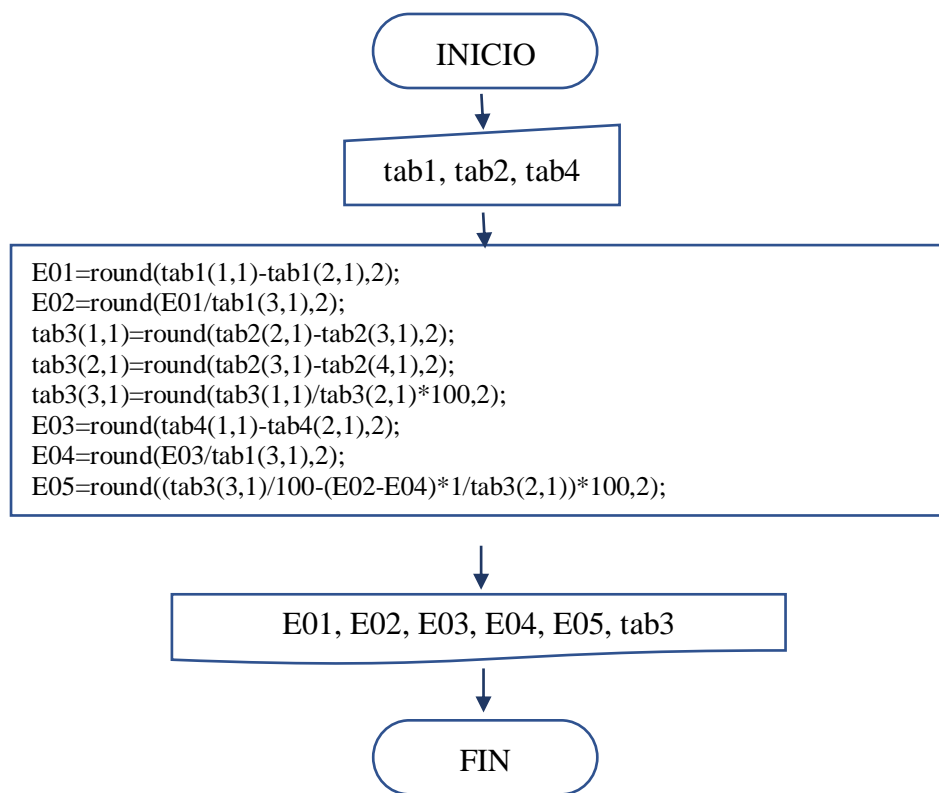 INICIO
tab1, tab2, tab4
E01=round(tab1(1,1)-tab1(2,1),2);
E02=round(E01/tab1(3,1),2);
tab3(1,1)=round(tab2(2,1)-tab2(3,1),2);
tab3(2,1)=round(tab2(3,1)-tab2(4,1),2);
tab3(3,1)=round(tab3(1,1)/tab3(2,1)*100,2);
E03=round(tab4(1,1)-tab4(2,1),2);
E04=round(E03/tab1(3,1),2);
E05=round((tab3(3,1)/100-(E02-E04)*1/tab3(2,1))*100,2);
E01, E02, E03, E04, E05, tab3
FIN